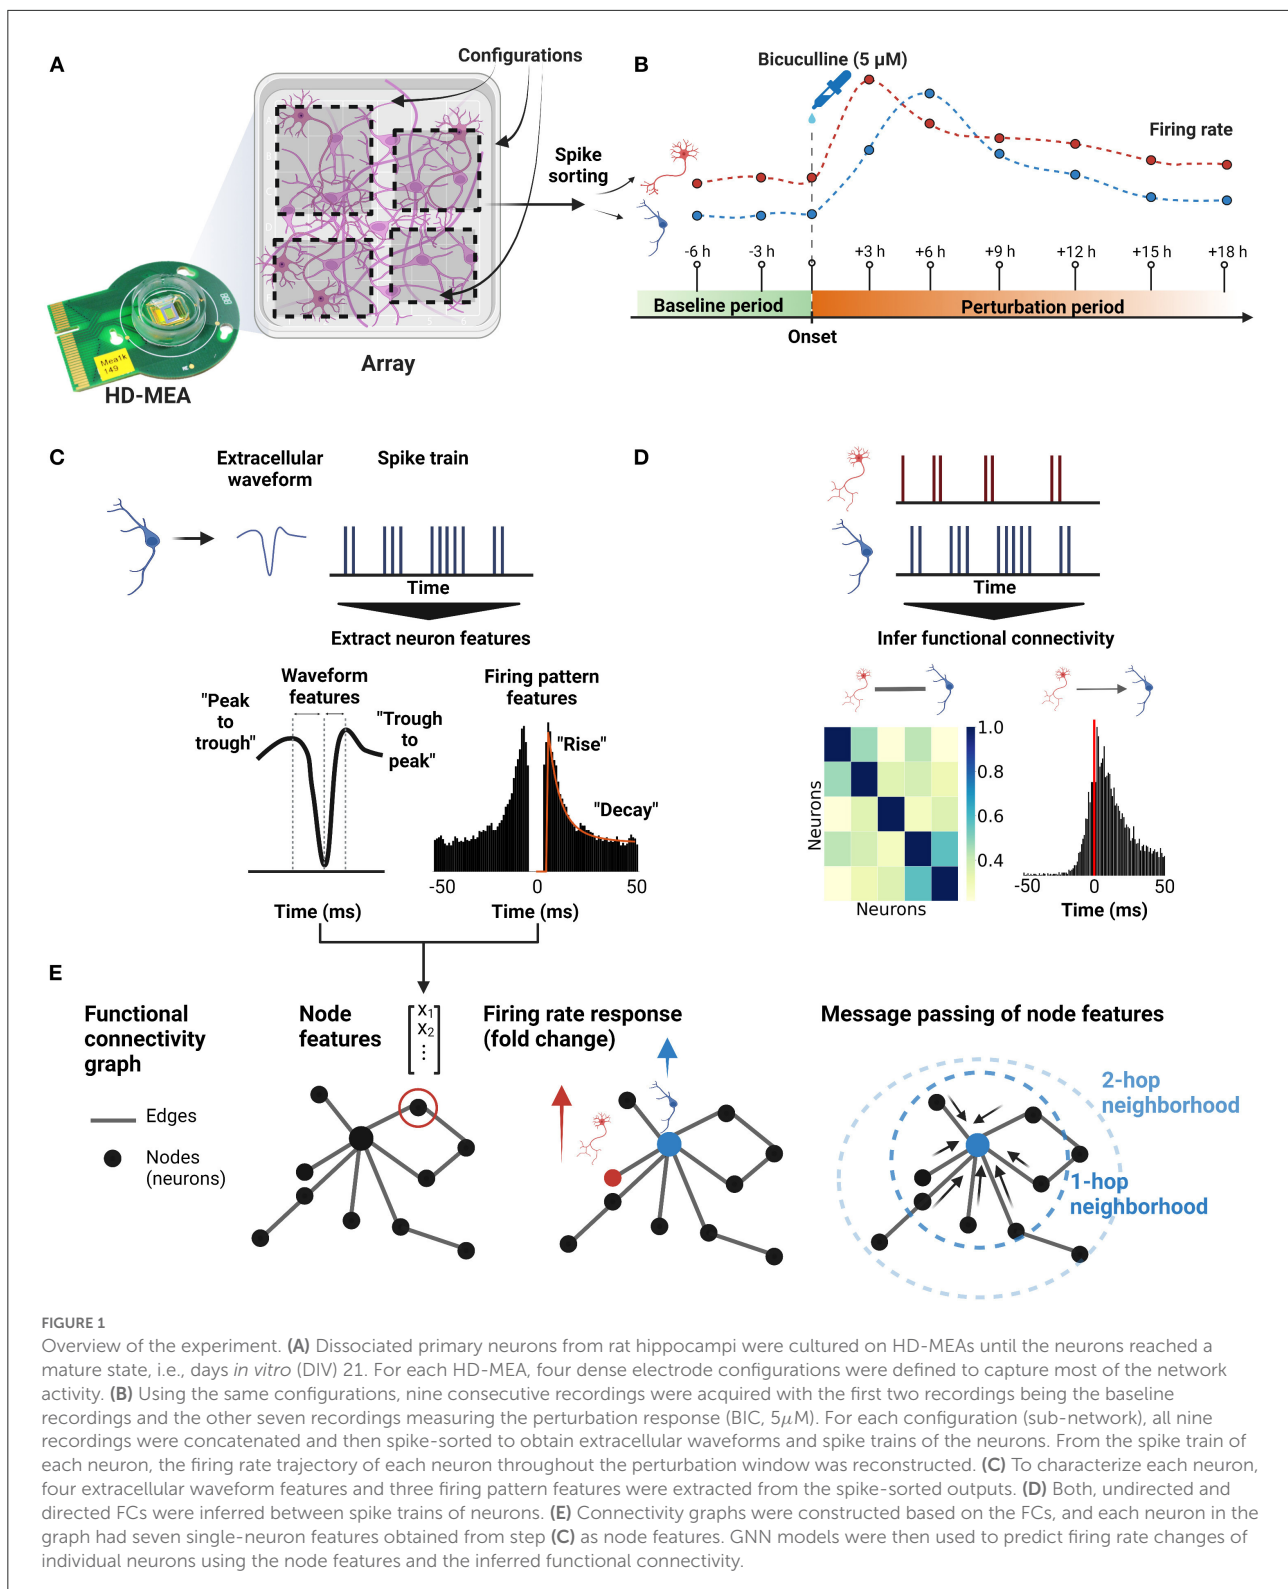 A
Configurations
Spike
sorting
Mea1k
149
HD-MEA
Array
B
Bicuculline (5 µM)
Firing rate
-6 h
-3 h
+3 h
+6 h
+9 h
+12 h
+15 h
+18 h
Baseline period
Perturbation period
Onset
C
Extracellular
waveform
Spike train
Time
Extract neuron features
Waveform
features
"Peak
to
trough"
"Trough
to
peak"
Time (ms)
Firing pattern
features
"Rise"
"Decay"
-50
0
50
Time (ms)
D
Time
Infer functional connectivity
Neurons
Neurons
1.0
0.8
0.6
0.4
-50
0
50
Time (ms)
E
Functional
connectivity
graph
Edges
Nodes
(neurons)
Node
features
x1
x2
⋮
Firing rate response
(fold change)
Message passing of node features
2-hop
neighborhood
1-hop
neighborhood
FIGURE 1
Overview of the experiment. (A) Dissociated primary neurons from rat hippocampi were cultured on HD-MEAs until the neurons reached a
mature state, i.e., days in vitro (DIV) 21. For each HD-MEA, four dense electrode configurations were defined to capture most of the network
activity. (B) Using the same configurations, nine consecutive recordings were acquired with the first two recordings being the baseline
recordings and the other seven recordings measuring the perturbation response (BIC, 5µM). For each configuration (sub-network), all nine
recordings were concatenated and then spike-sorted to obtain extracellular waveforms and spike trains of the neurons. From the spike train of
each neuron, the firing rate trajectory of each neuron throughout the perturbation window was reconstructed. (C) To characterize each neuron,
four extracellular waveform features and three firing pattern features were extracted from the spike-sorted outputs. (D) Both, undirected and
directed FCs were inferred between spike trains of neurons. (E) Connectivity graphs were constructed based on the FCs, and each neuron in the
graph had seven single-neuron features obtained from step (C) as node features. GNN models were then used to predict firing rate changes of
individual neurons using the node features and the inferred functional connectivity.